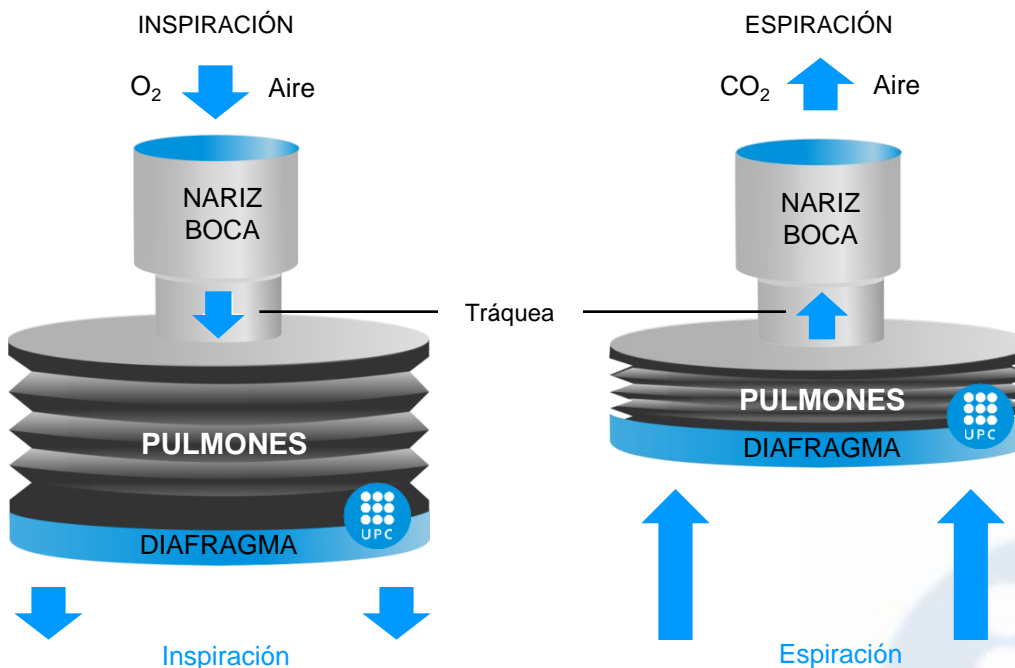 INSPIRACIÓN
O₂ Aire
NARIZ
BOCA
PULMONES
UPC
DIAFRAGMA
Inspiración
Tráquea
ESPIRACIÓN
CO₂ Aire
NARIZ
BOCA
PULMONES
UPC
DIAFRAGMA
Espiración